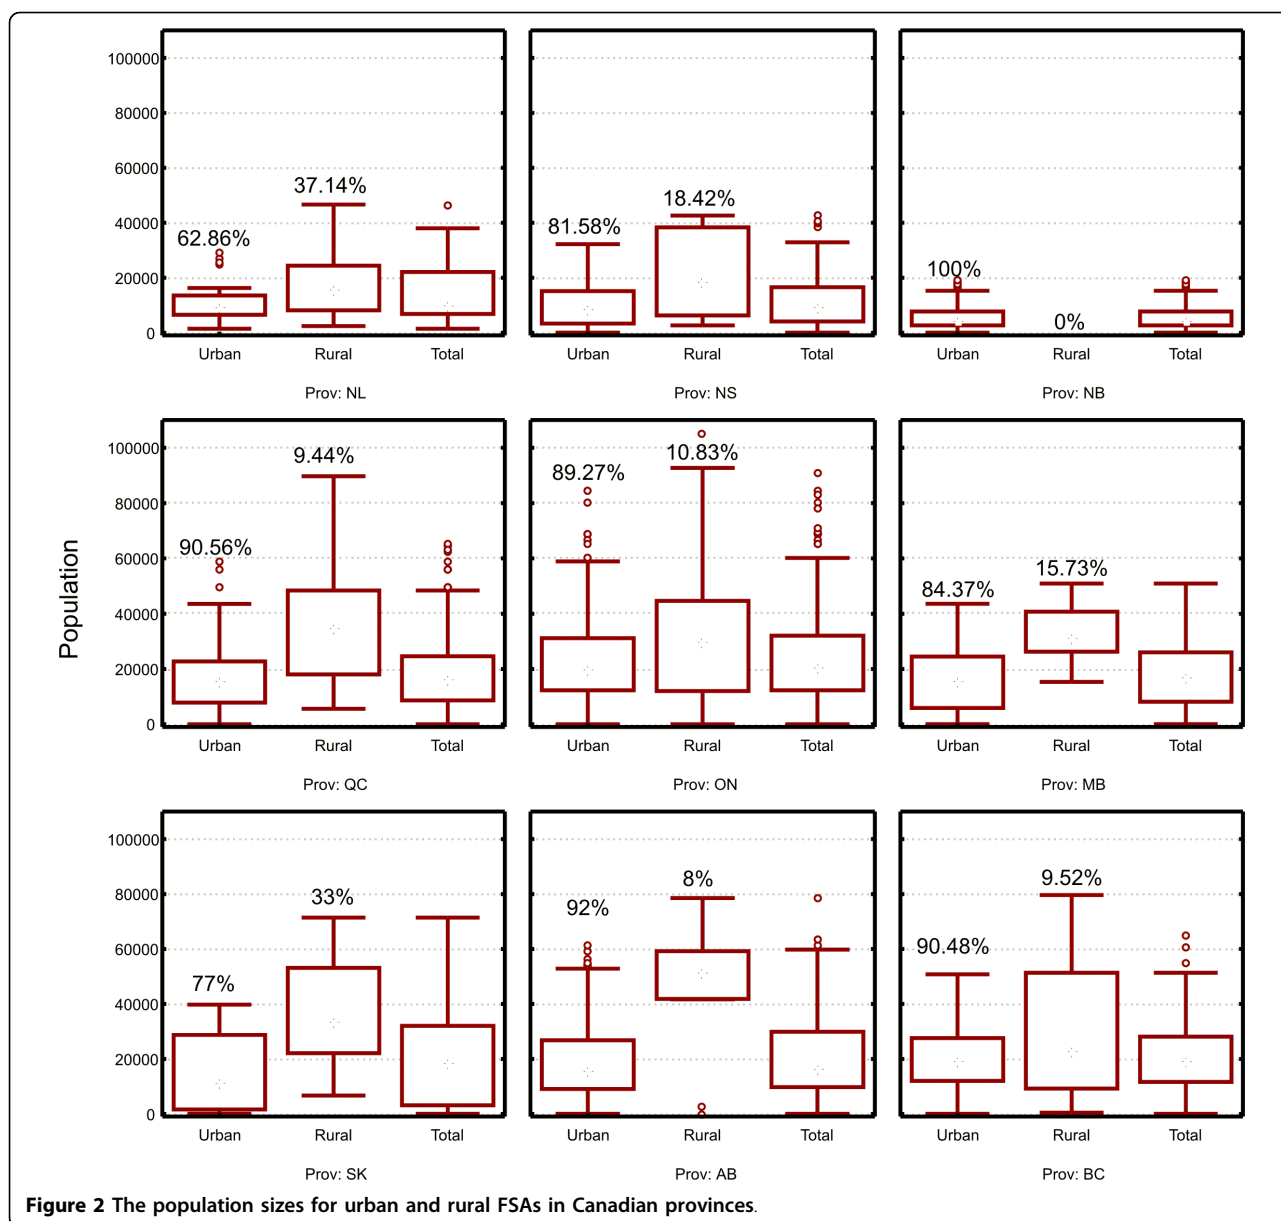 100000
80000
60000
40000
20000
0
62.86%
37.14%
Urban Rural Total
Prov: NL
81.58%
18.42%
Urban Rural Total
Prov: NS
100%
0%
Urban Rural Total
Prov: NB
Population
100000
80000
60000
40000
20000
0
90.56%
9.44%
Urban Rural Total
Prov: QC
89.27%
10.83%
Urban Rural Total
Prov: ON
84.37%
15.73%
Urban Rural Total
Prov: MB
100000
80000
60000
40000
20000
0
77%
33%
Urban Rural Total
Prov: SK
92%
8%
Urban Rural Total
Prov: AB
90.48%
9.52%
Urban Rural Total
Prov: BC
Figure 2 The population sizes for urban and rural FSAs in Canadian provinces.